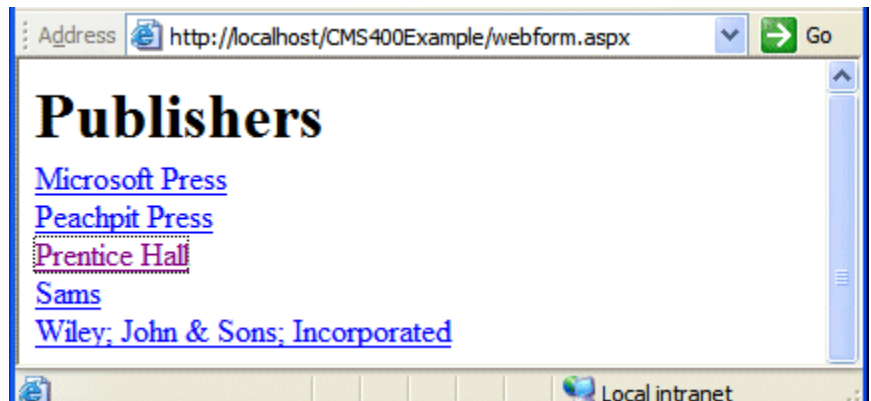 Address http://localhost/CMS400Example/webform.aspx Go
Publishers
Microsoft Press
Peachpit Press
Prentice Hall
Sams
Wiley; John & Sons; Incorporated
Local intranet